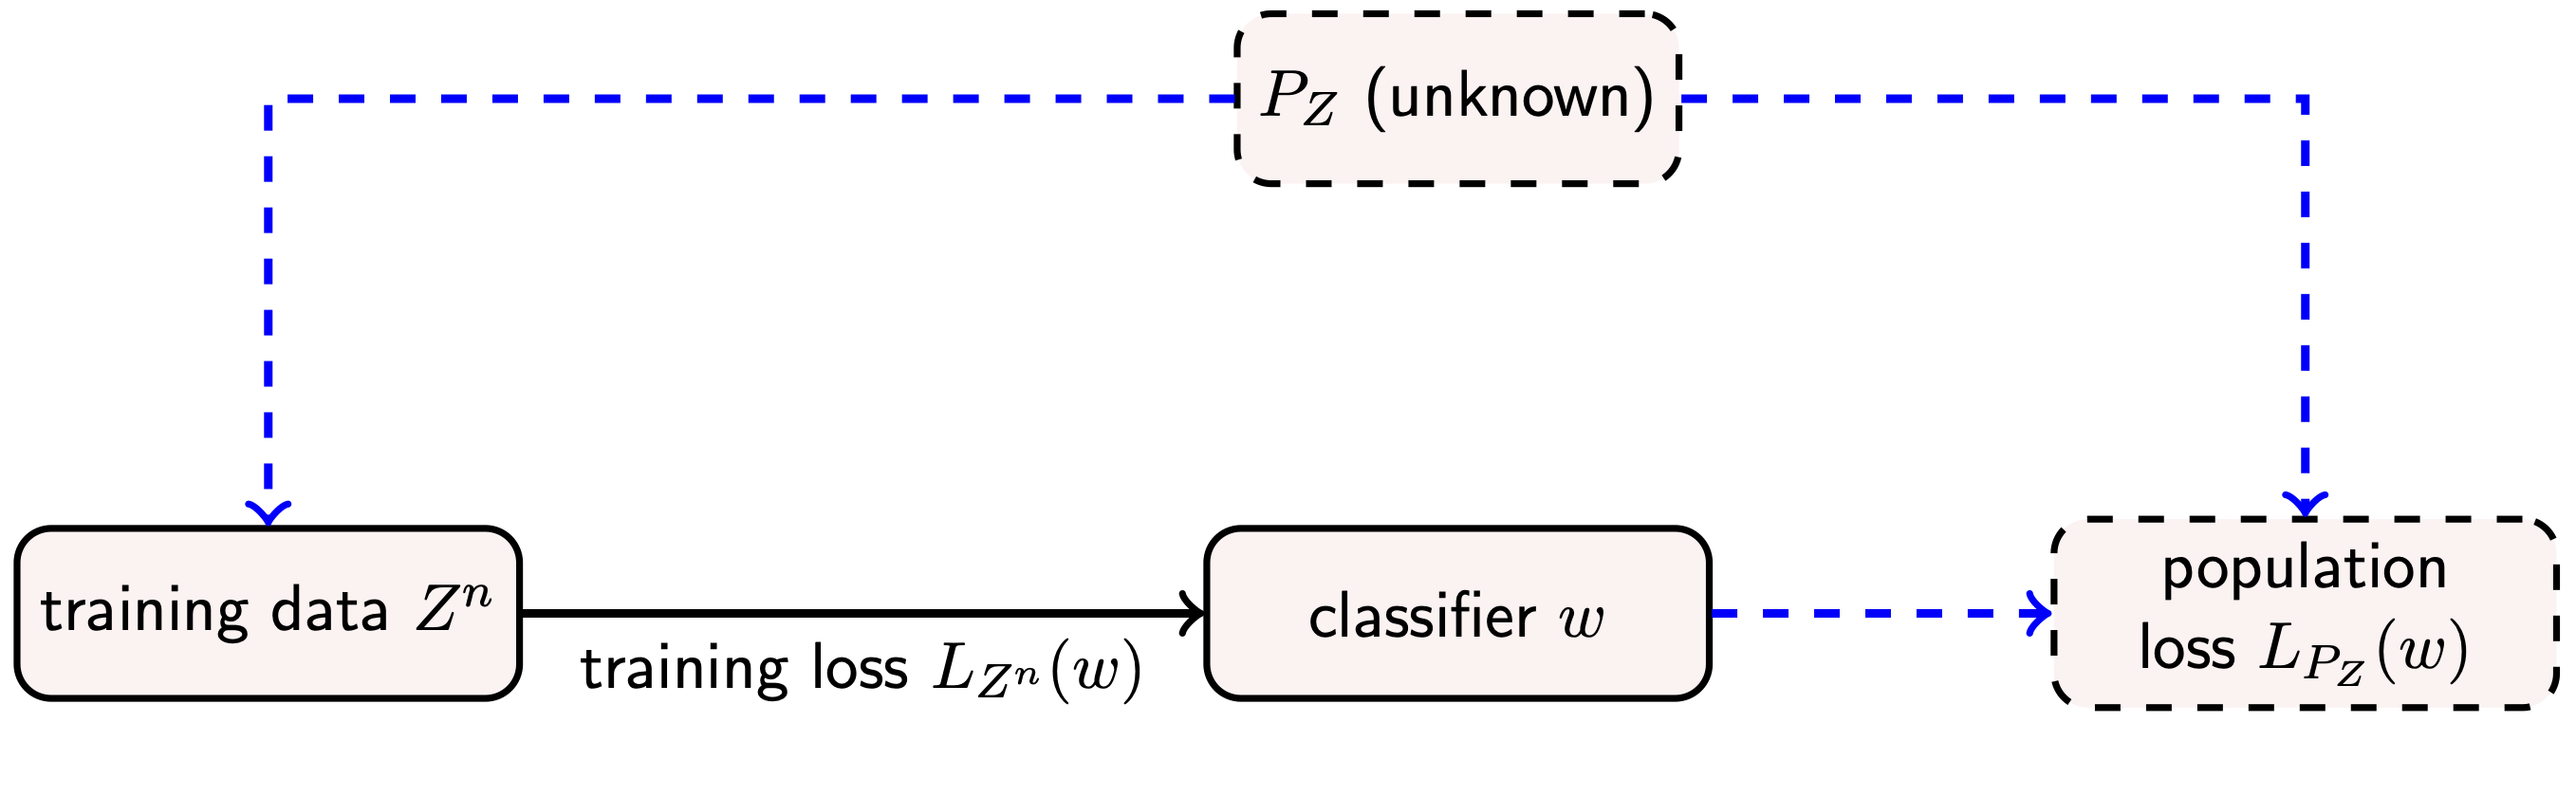 P_Z (unknown)
training data Z^n
training loss L_{Z^n}(w)
classifier w
population
loss L_{P_Z}(w)